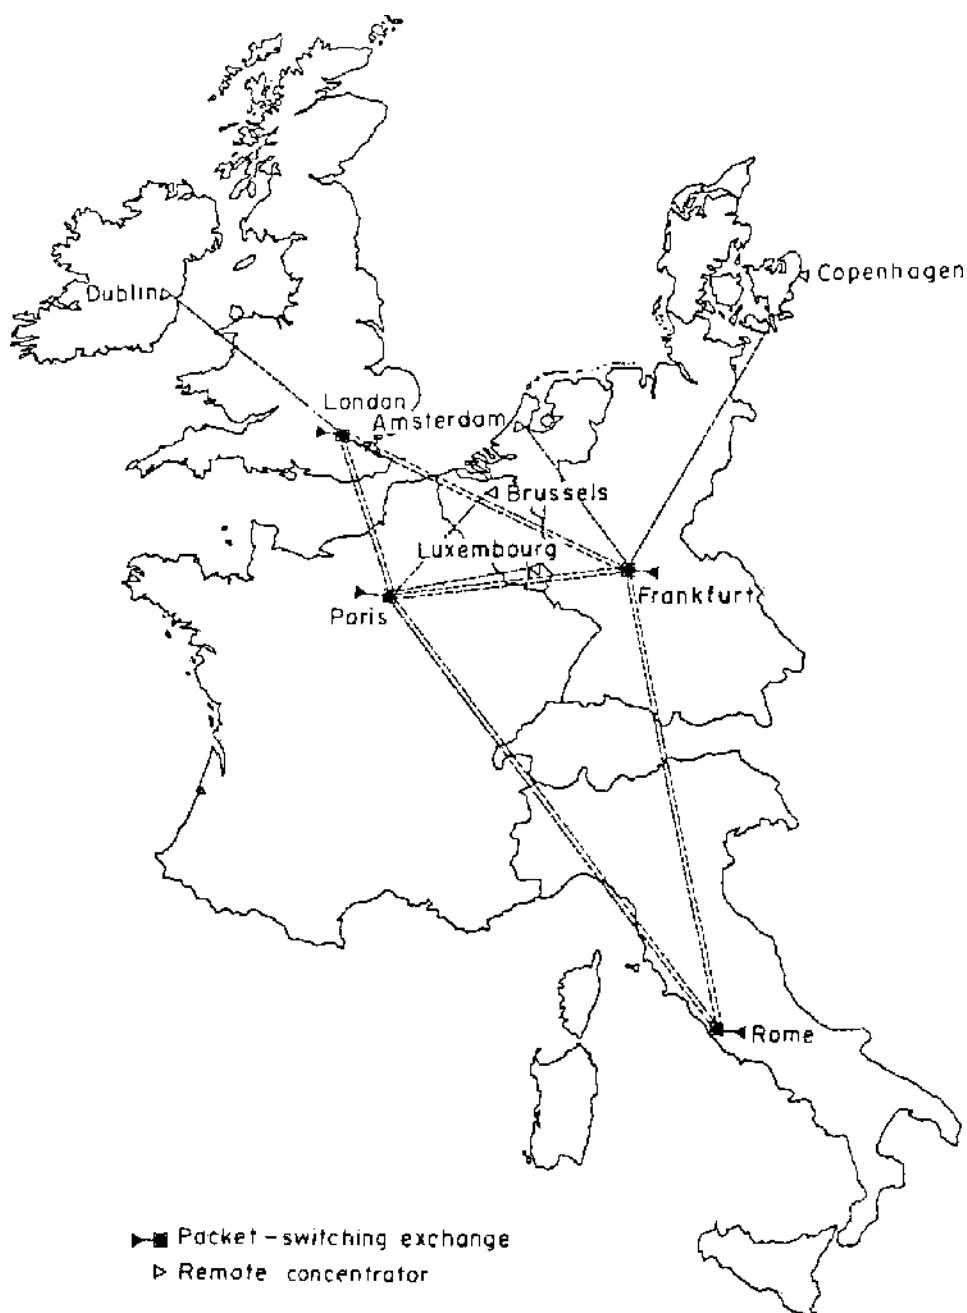 Copenhagen
Dublin
London
Amsterdam
Brussels
Luxembourg
Frankfurt
Paris
Rome
Packet-switching exchange
Remote concentrator